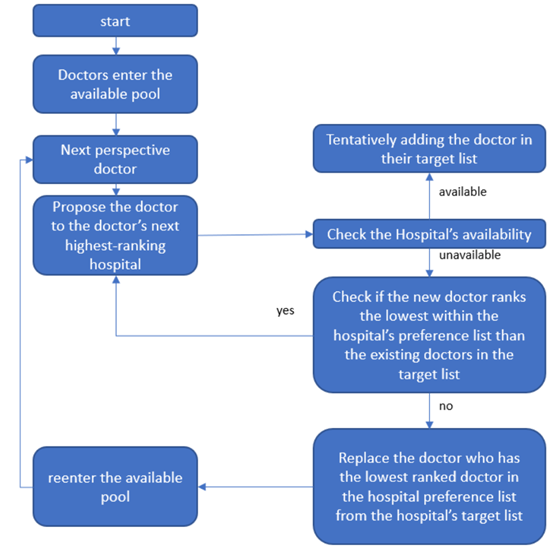 start
Doctors enter the
available pool
Next perspective
doctor
Propose the doctor
to the doctor's next
highest-ranking
hospital
Tentatively adding the doctor in
their target list
available
Check the Hospital's availability
unavailable
Check if the new doctor ranks
the lowest within the
hospital's preference list than
the existing doctors in the
target list
yes
no
Replace the doctor who has
the lowest ranked doctor in
the hospital preference list
from the hospital's target list
reenter the available
pool